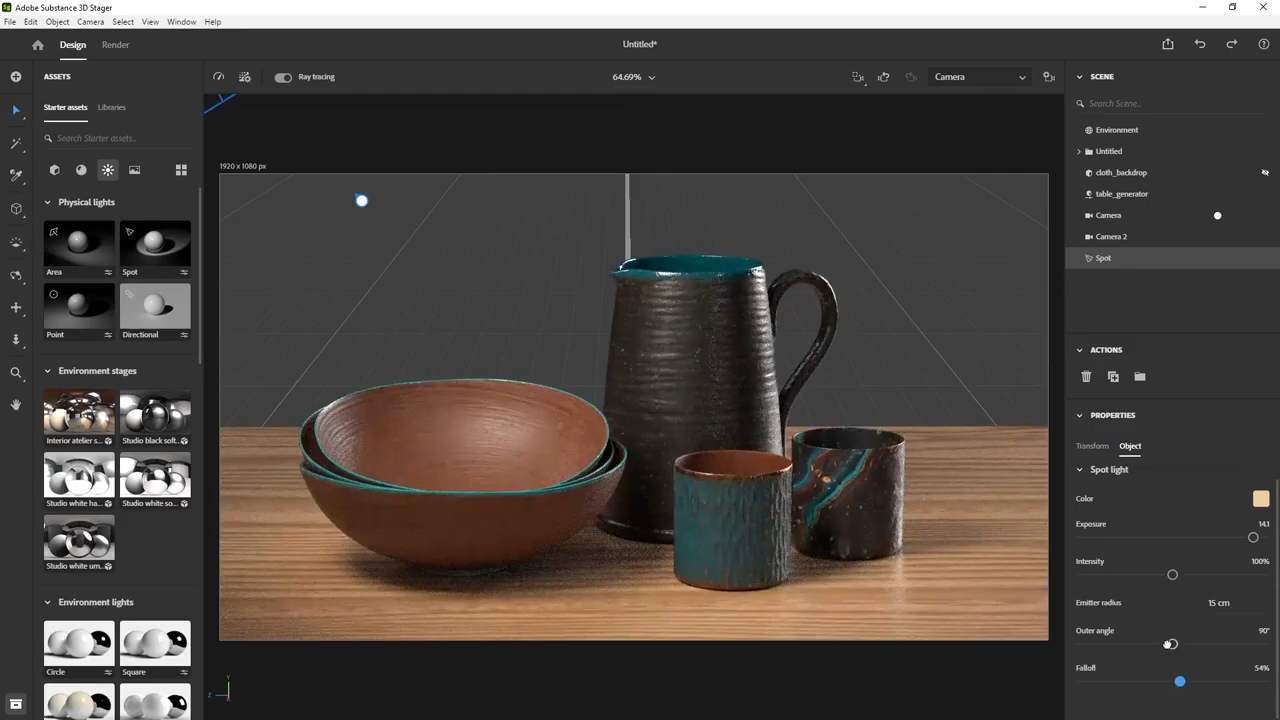 Sg Adobe Substance 3D Stager
File Edit Object Camera Select View Window Help
Design Render Untitled*
ASSETS
Starter assets Libraries
Search Starter assets...
Physical lights
Area Spot
Point Directional
Environment stages
Interior atelier s... Studio black soft...
Studio white ha... Studio white so...
Studio white um...
Environment lights
Circle Square
Ray tracing 64.69% Camera
1920 x 1080 px
Y
Z
SCENE
Search Scene...
Environment
Untitled
cloth_backdrop
table_generator
Camera
Camera 2
Spot
ACTIONS
PROPERTIES
Transform Object
Spot light
Color
Exposure 14.1
Intensity 100%
Emitter radius 15 cm
Outer angle 90°
Falloff 54%